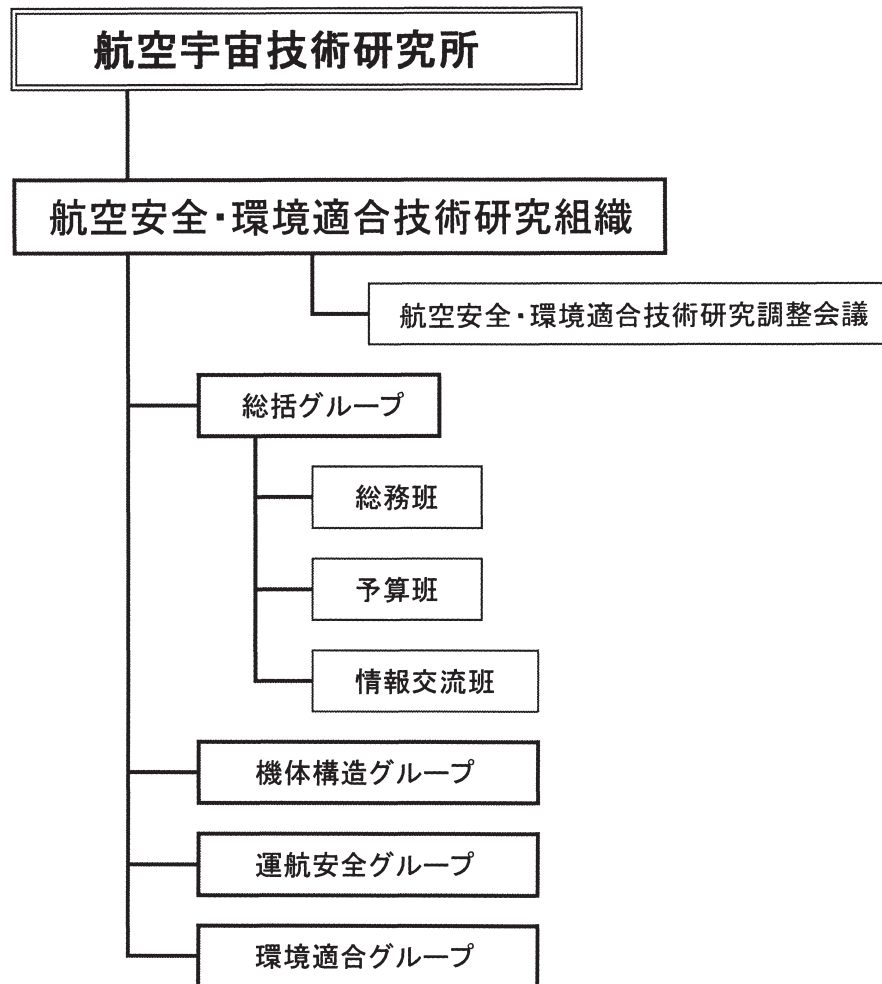 航空宇宙技術研究所
航空安全・環境適合技術研究組織
航空安全・環境適合技術研究調整会議
総括グループ
総務班
予算班
情報交流班
機体構造グループ
運航安全グループ
環境適合グループ